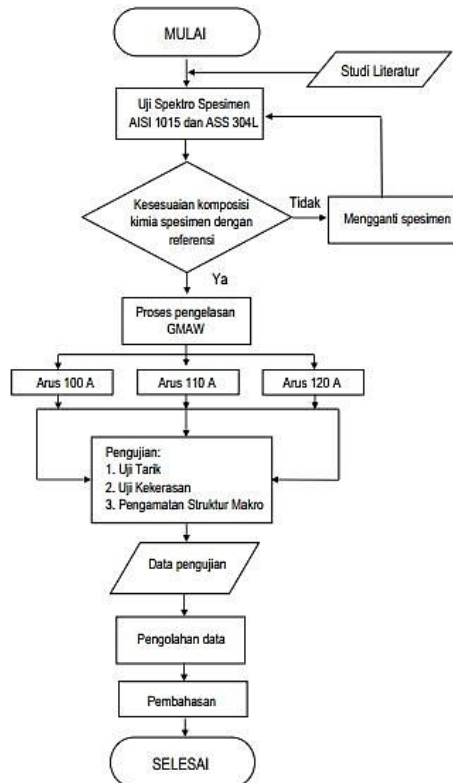 MULAI
Studi Literatur
Uji Spektro Spesimen
AISI 1015 dan ASS 304L
Kesesuaian komposisi
kimia spesimen dengan
referensi
Tidak
Mengganti spesimen
Ya
Proses pengelasan
GMAW
Arus 100 A
Arus 110 A
Arus 120 A
Pengujian:
1. Uji Tarik
2. Uji Kekerasan
3. Pengamatan Struktur Makro
Data pengujian
Pengolahan data
Pembahasan
SELESAI